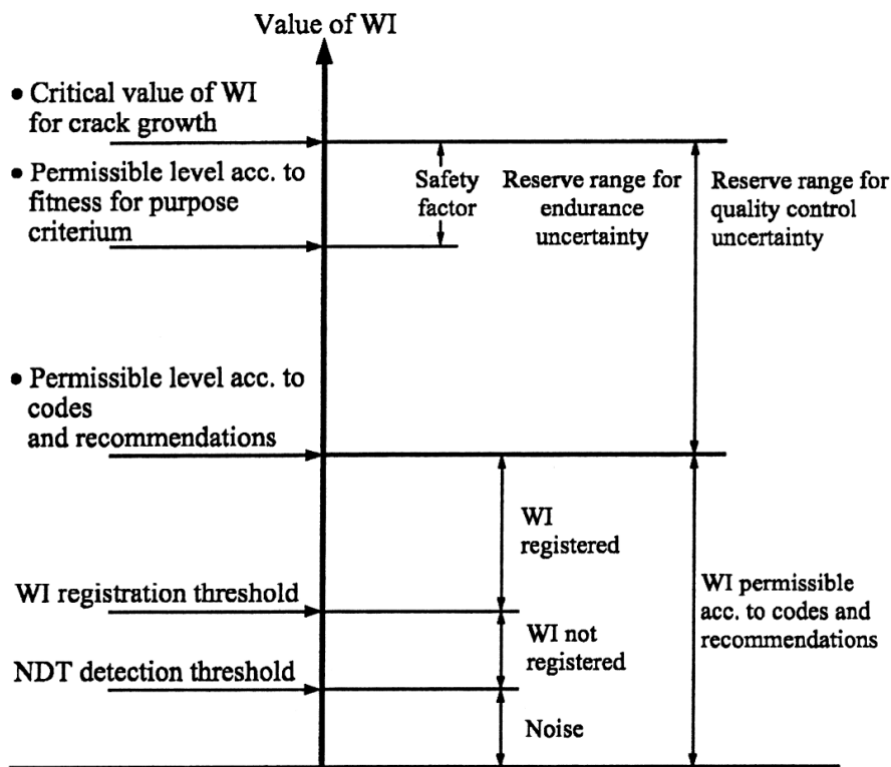 Value of WI
• Critical value of WI
for crack growth
• Permissible level acc. to
fitness for purpose
criterium
Safety
factor
Reserve range for
endurance
uncertainty
Reserve range for
quality control
uncertainty
• Permissible level acc. to
codes
and recommendations
WI
registered
WI registration threshold
WI permissible
acc. to codes and
recommendations
WI not
registered
NDT detection threshold
Noise